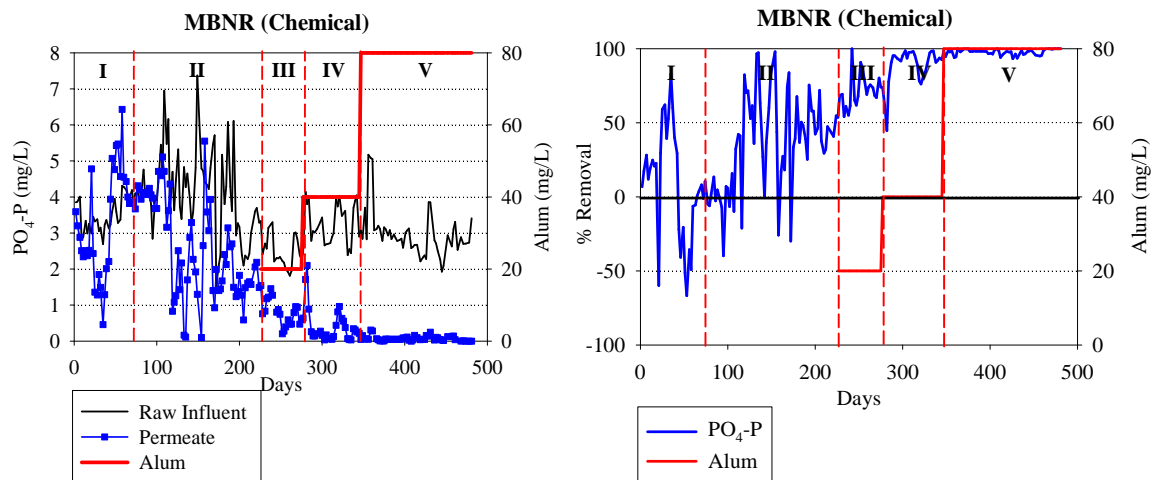 MBNR (Chemical)
8
7
6
5
4
3
2
1
0
PO4-P (mg/L)
I
II
III
IV
V
80
60
40
20
0
Alum (mg/L)
0
100
200
300
400
500
Days
Raw Influent
Permeate
Alum
MBNR (Chemical)
100
50
0
-50
-100
% Removal
I
II
III
IV
V
80
60
40
20
0
Alum (mg/L)
0
100
200
300
400
500
Days
PO4-P
Alum